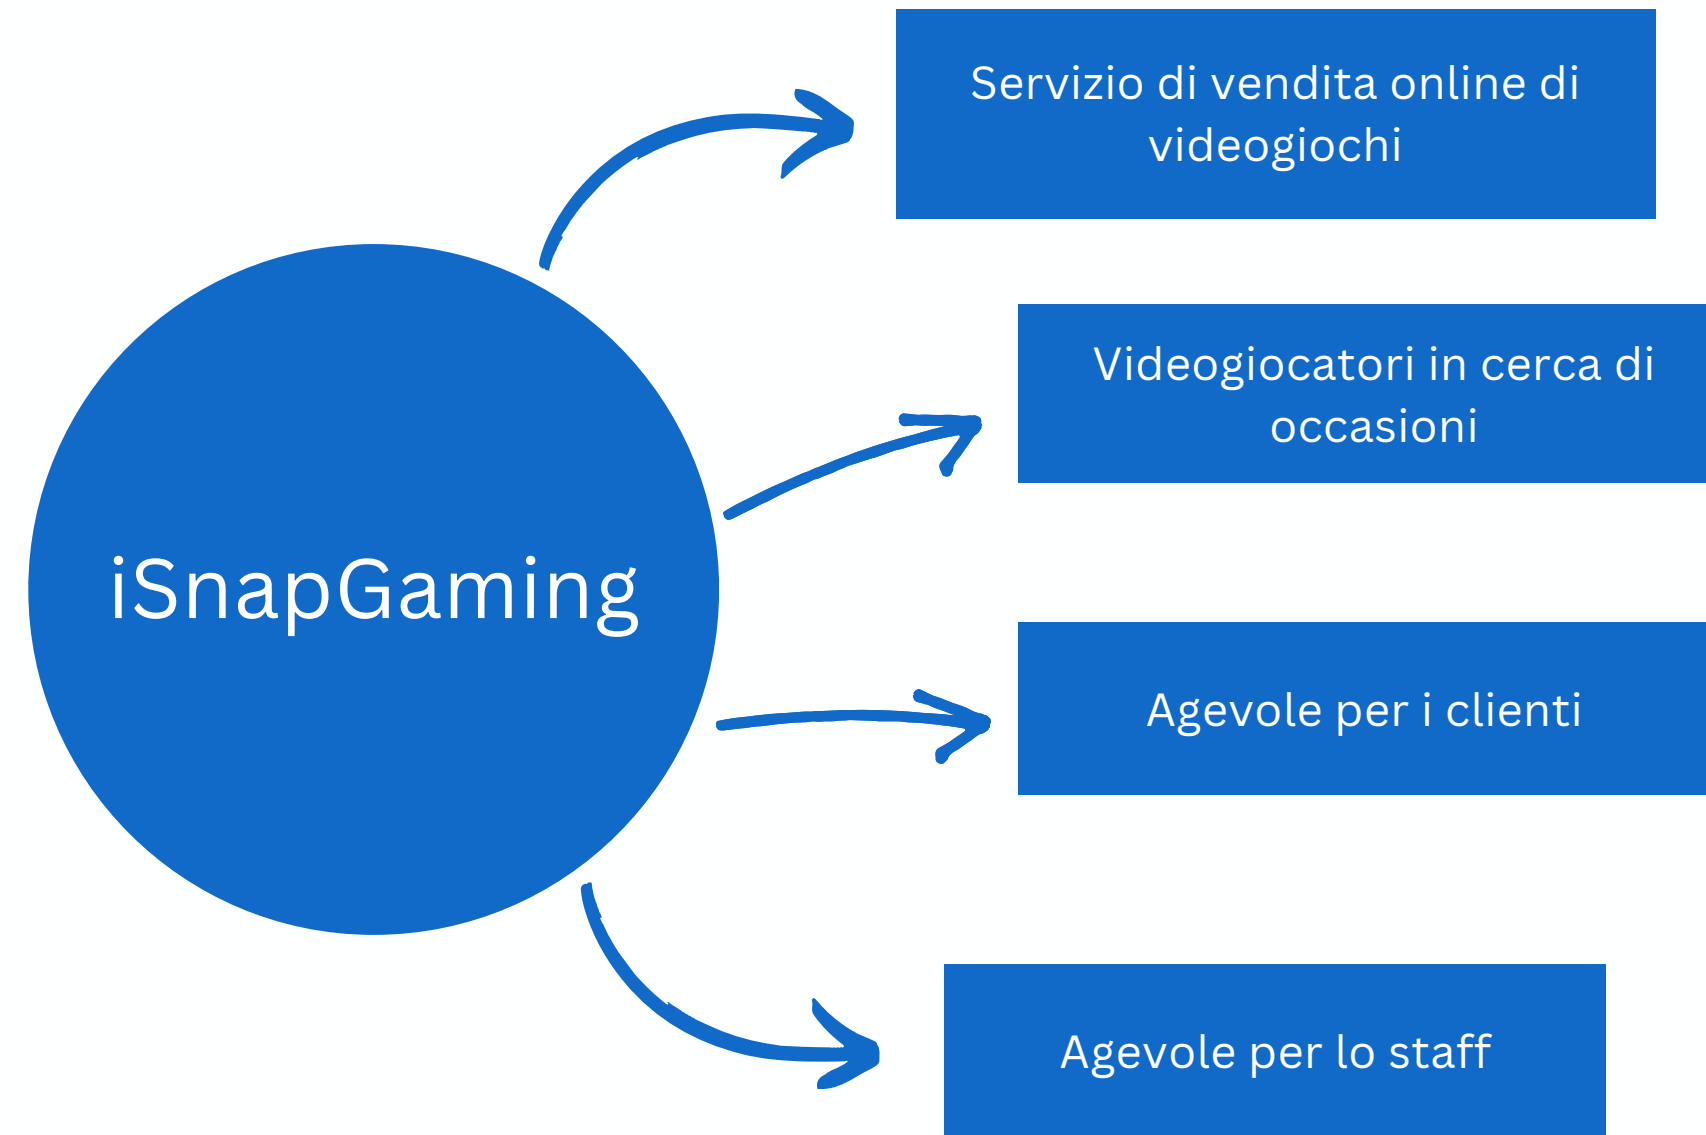 Servizio di vendita online di
videogiochi
Videogiocatori in cerca di
occasioni
iSnapGaming
Agevole per i clienti
Agevole per lo staff